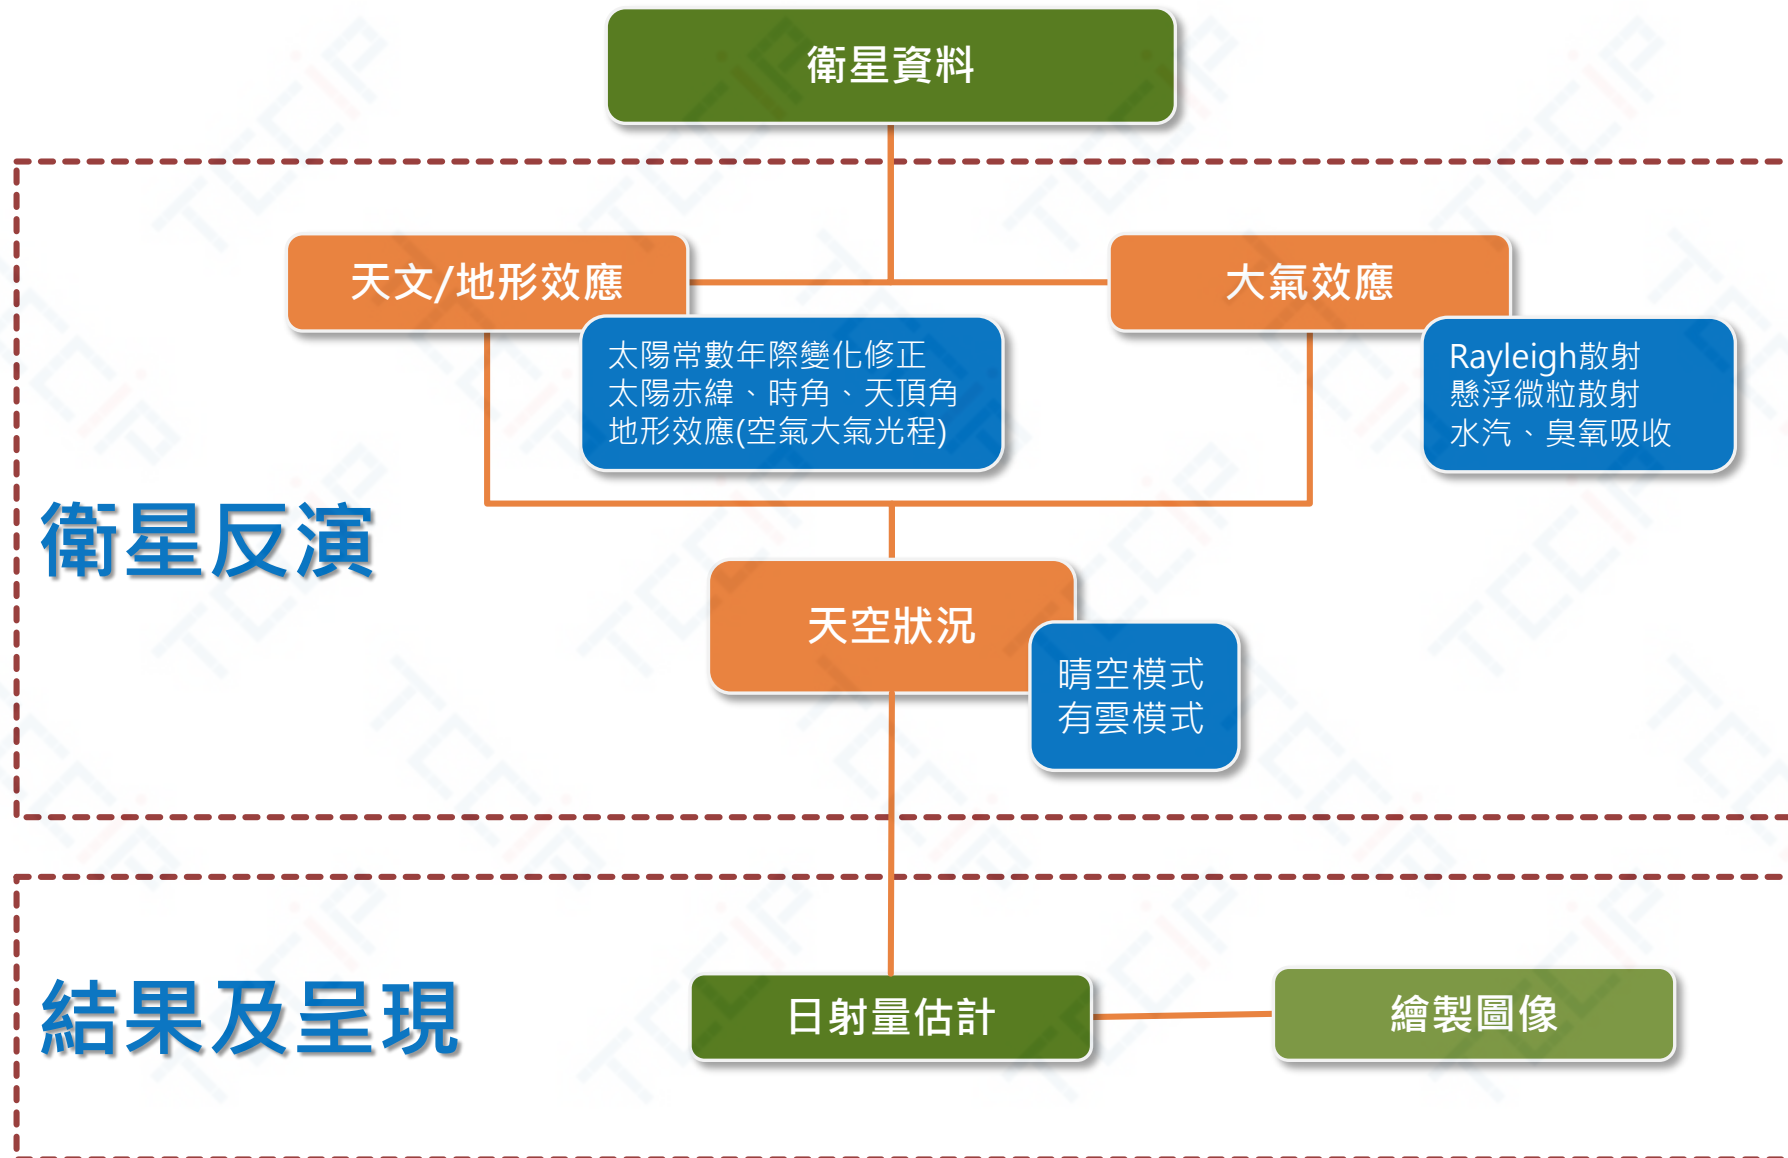 衛星資料
天文/地形效應
大氣效應
太陽常數年際變化修正
太陽赤緯、時角、天頂角
地形效應(空氣大氣光程)
Rayleigh散射
懸浮微粒散射
水汽、臭氧吸收
衛星反演
天空狀況
晴空模式
有雲模式
結果及呈現
日射量估計
繪製圖像
TCCIP